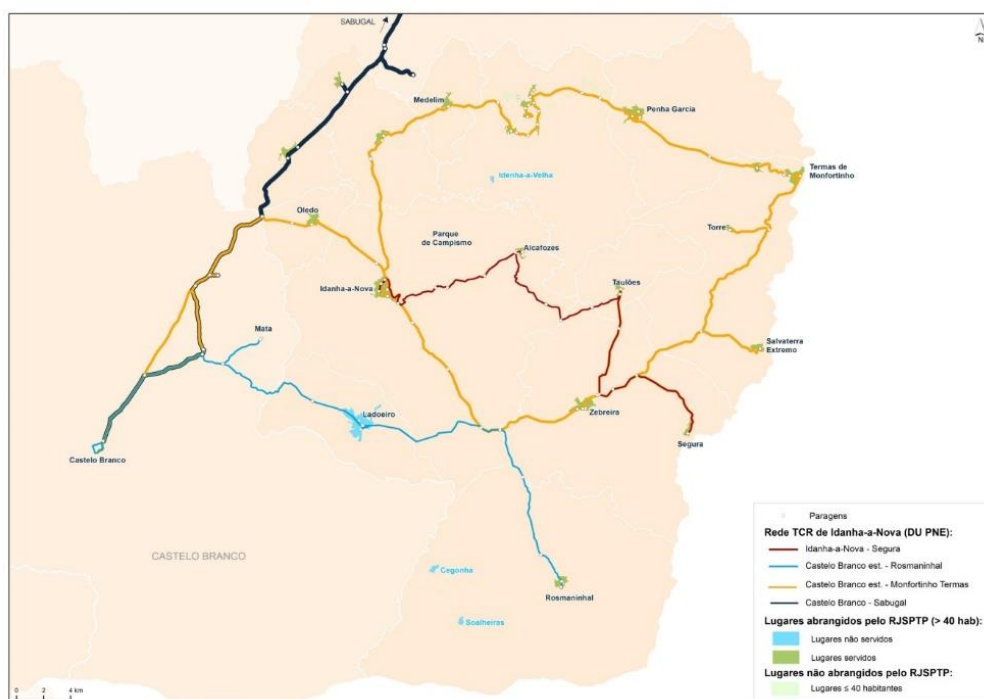 SABUGAL
N
Medelim
Penha Garcia
Idanha-a-Velha
Termas de
Monfortinho
Oledo
Torre
Parque
de Campismo
Alcafozes
Idanha-a-Nova
Taulões
Mata
Salvaterra
Extremo
Ladoeiro
Zebreira
Castelo Branco
Segura
CASTELO BRANCO
Cegonha
Rosmaninhal
Soalheiras
Paragens
Rede TCR de Idanha-a-Nova (DU PNE):
Idanha-a-Nova - Segura
Castelo Branco est. - Rosmaninhal
Castelo Branco est. - Monfortinho Termas
Castelo Branco - Sabugal
Lugares abrangidos pelo RJSPTP (> 40 hab):
Lugares não servidos
Lugares servidos
Lugares não abrangidos pelo RJSPTP:
Lugares ≤ 40 habitantes
0 2 4 km